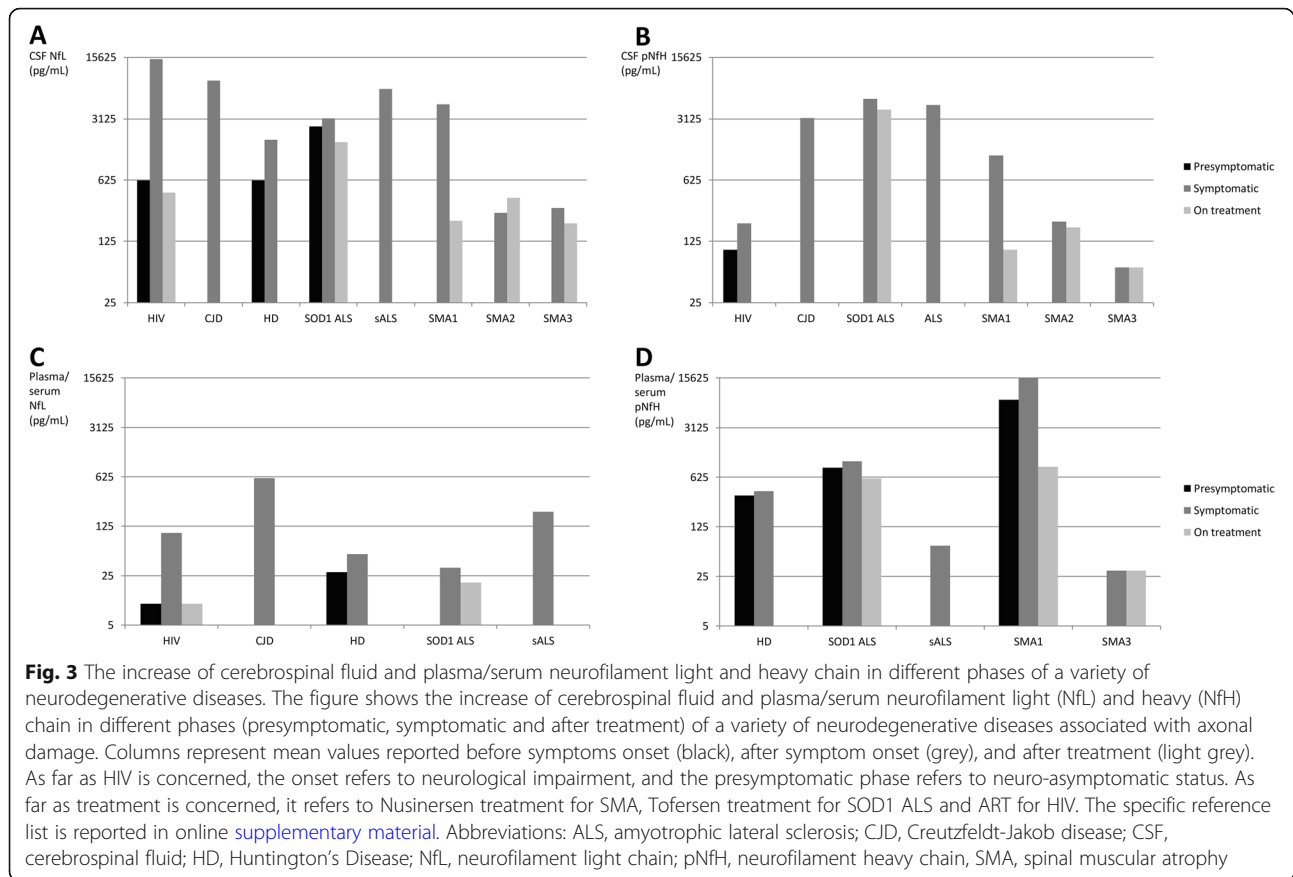 A
CSF NfL
(pg/mL)
15625
3125
625
125
25
HIV CJD HD SOD1 ALS sALS SMA1 SMA2 SMA3
B
CSF pNfH
(pg/mL)
15625
3125
625
125
25
HIV CJD SOD1 ALS ALS SMA1 SMA2 SMA3
Presymptomatic
Symptomatic
On treatment
C
Plasma/
serum
NfL
(pg/mL)
15625
3125
625
125
25
5
HIV CJD HD SOD1 ALS sALS
D
Plasma/
serum
pNfH
(pg/mL)
15625
3125
625
125
25
5
HD SOD1 ALS sALS SMA1 SMA3
Presymptomatic
Symptomatic
On treatment
Fig. 3 The increase of cerebrospinal fluid and plasma/serum neurofilament light and heavy chain in different phases of a variety of
neurodegenerative diseases. The figure shows the increase of cerebrospinal fluid and plasma/serum neurofilament light (NfL) and heavy (NfH)
chain in different phases (presymptomatic, symptomatic and after treatment) of a variety of neurodegenerative diseases associated with axonal
damage. Columns represent mean values reported before symptoms onset (black), after symptom onset (grey), and after treatment (light grey).
As far as HIV is concerned, the onset refers to neurological impairment, and the presymptomatic phase refers to neuro-asymptomatic status. As
far as treatment is concerned, it refers to Nusinersen treatment for SMA, Tofersen treatment for SOD1 ALS and ART for HIV. The specific reference
list is reported in online supplementary material. Abbreviations: ALS, amyotrophic lateral sclerosis; CJD, Creutzfeldt-Jakob disease; CSF,
cerebrospinal fluid; HD, Huntington's Disease; NfL, neurofilament light chain; pNfH, neurofilament heavy chain, SMA, spinal muscular atrophy